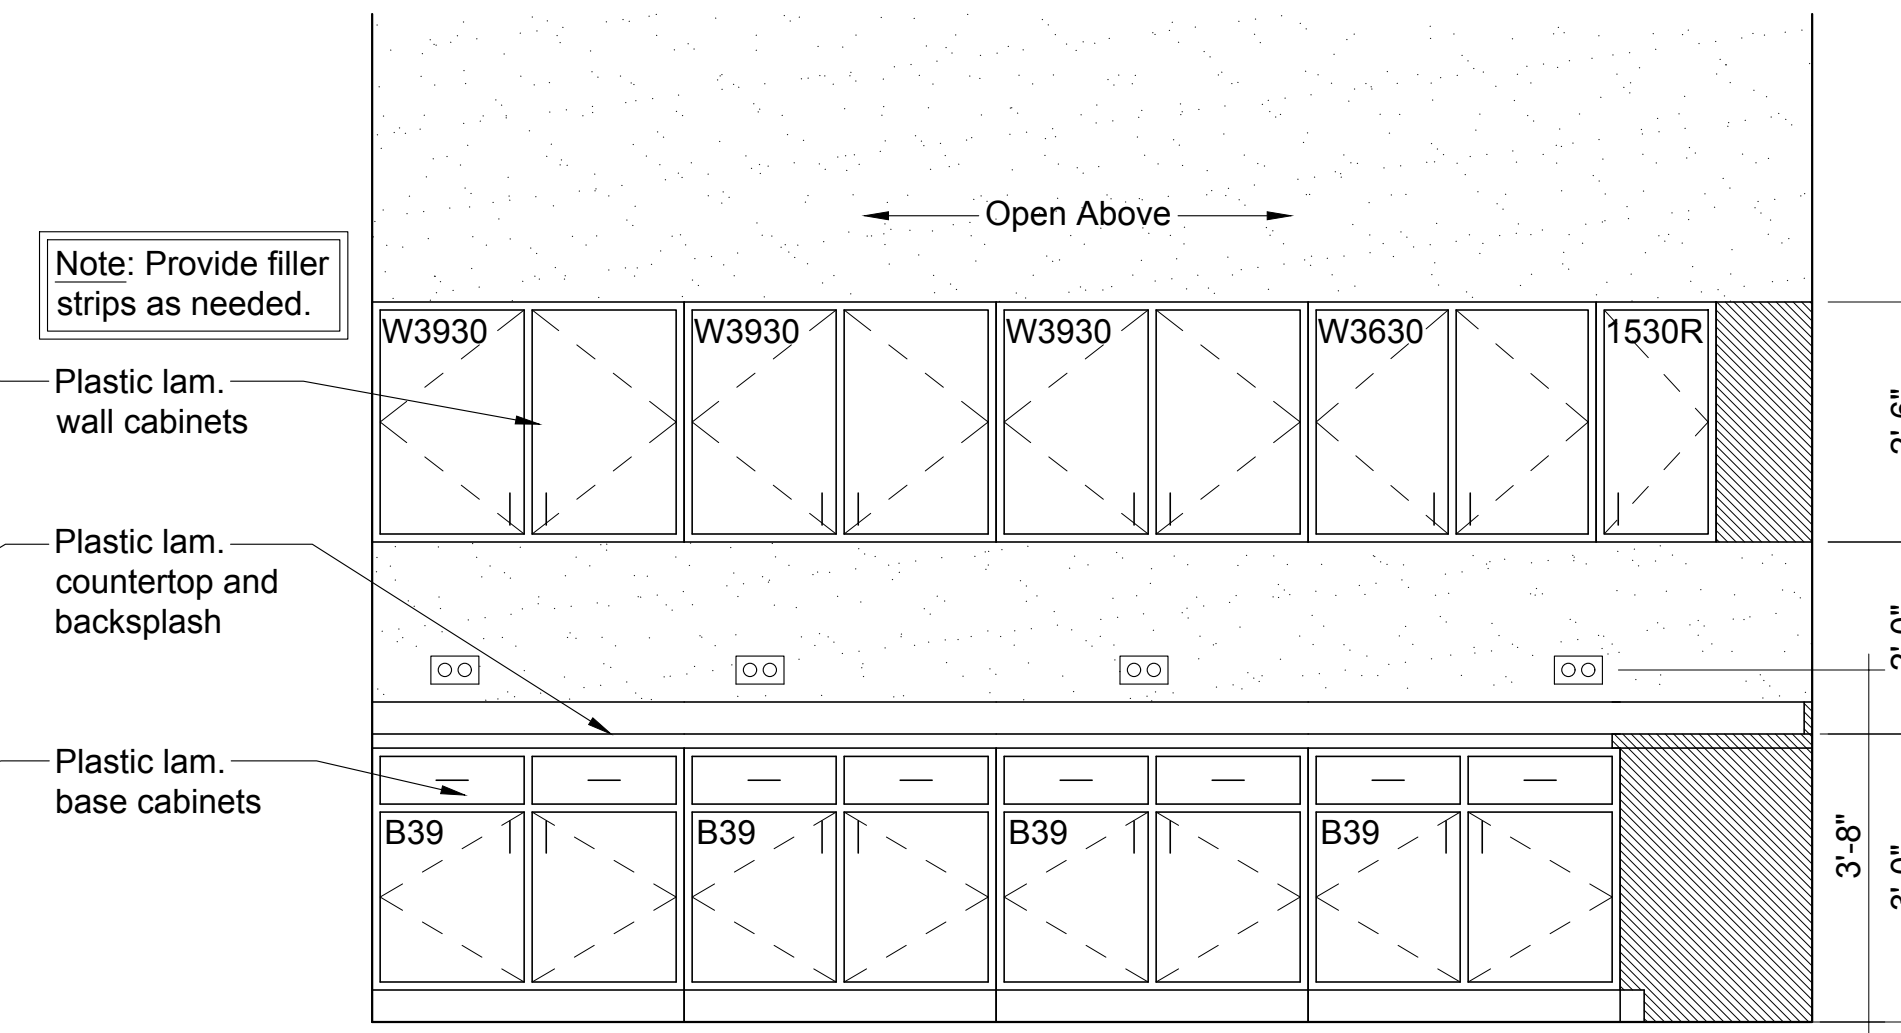 Open Above
Note: Provide filler
strips as needed.
W3930
W3930
W3930
W3630
1530R
Plastic lam.
wall cabinets
Plastic lam.
countertop and
backsplash
Plastic lam.
base cabinets
B39
B39
B39
B39
3'-8"